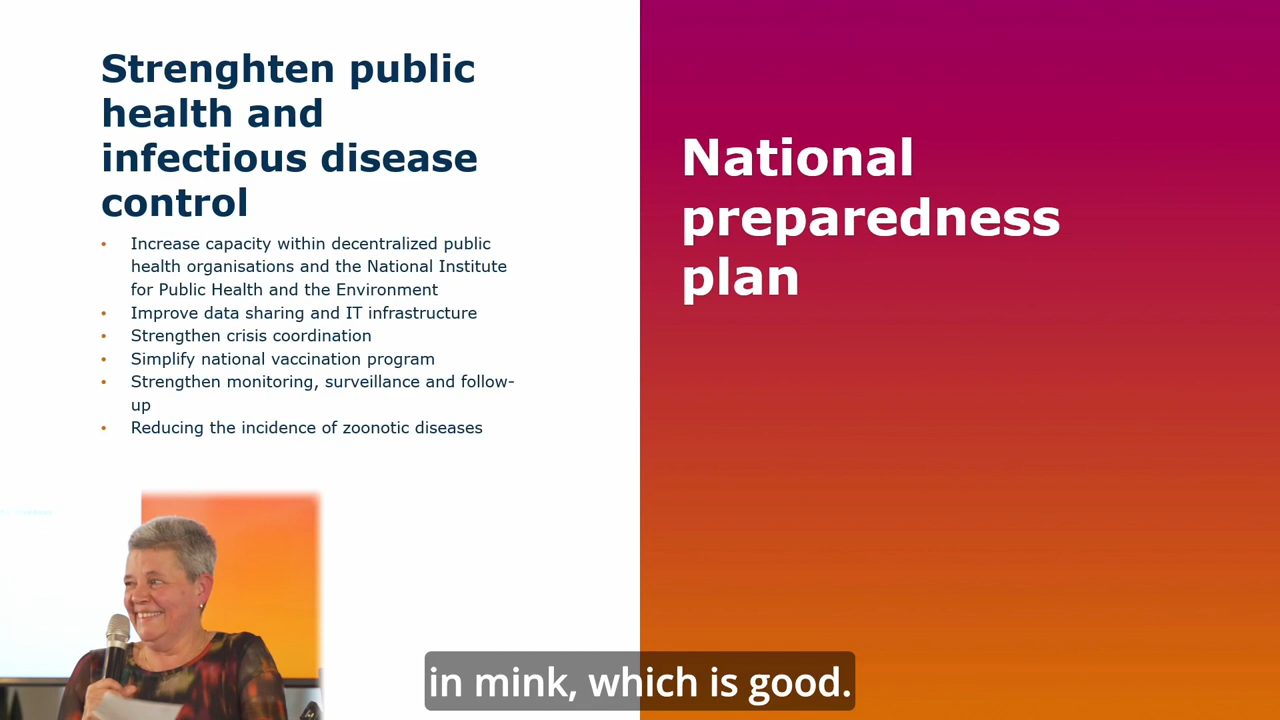 Strenghten public
health and
infectious disease
control
• Increase capacity within decentralized public
health organisations and the National Institute
for Public Health and the Environment
• Improve data sharing and IT infrastructure
• Strengthen crisis coordination
• Simplify national vaccination program
• Strengthen monitoring, surveillance and follow-
up
• Reducing the incidence of zoonotic diseases
National
preparedness
plan
in mink, which is good.